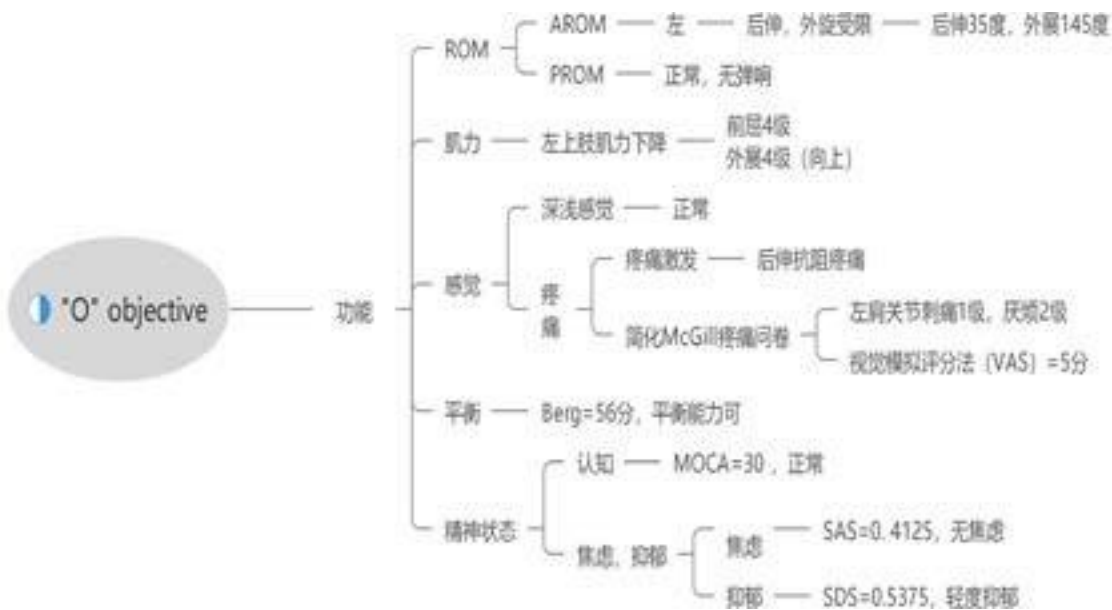 AROM
左
后伸，外旋受限
后伸35度，外展145度
ROM
PROM
正常，无弹响
肌力
左上肢肌力下降
前屈4级
外展4级（向上）
深浅感觉
正常
感觉
疼
痛
疼痛激发
后伸抗阻疼痛
简化McGill疼痛问卷
左肩关节刺痛1级，厌烦2级
视觉模拟评分法（VAS）=5分
"O" objective
功能
平衡
Berg=56分，平衡能力可
认知
MOCA=30，正常
精神状态
焦虑，抑郁
焦虑
SAS=0.4125，无焦虑
抑郁
SDS=0.5375，轻度抑郁